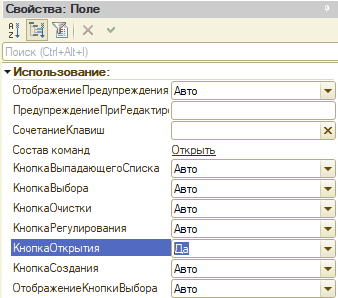 Свойства: Поле
Поиск (Ctrl+Alt+I)
Использование:
ОтображениеПредупреждения Авто
ПредупреждениеПриРедактиро
СочетаниеКлавиш
Состав команд Открыть
КнопкаВыпадающегоСписка Авто
КнопкаВыбора Авто
КнопкаОчистки Авто
КнопкаРегулирования Авто
КнопкаОткрытия Да
КнопкаСоздания Авто
ОтображениеКнопкиВыбора Авто